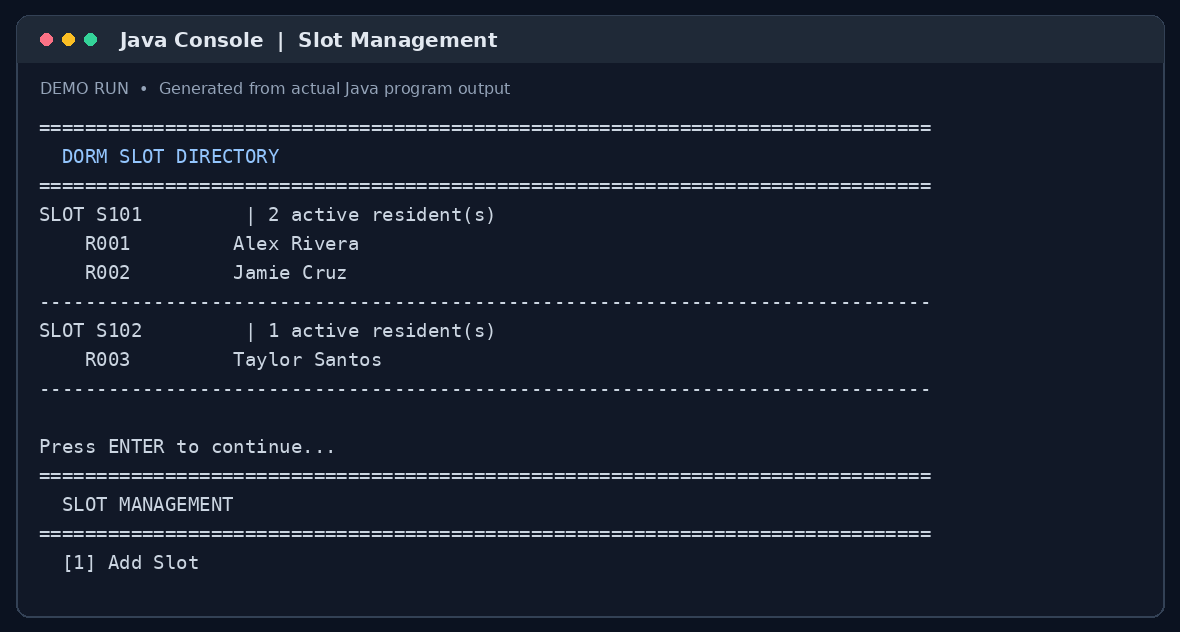 Java Console | Slot Management
DEMO RUN • Generated from actual Java program output
==============================================================================
  DORM SLOT DIRECTORY
==============================================================================
SLOT S101         | 2 active resident(s)
    R001         Alex Rivera
    R002         Jamie Cruz
------------------------------------------------------------------------------
SLOT S102         | 1 active resident(s)
    R003         Taylor Santos
------------------------------------------------------------------------------
Press ENTER to continue...
==============================================================================
  SLOT MANAGEMENT
==============================================================================
  [1] Add Slot